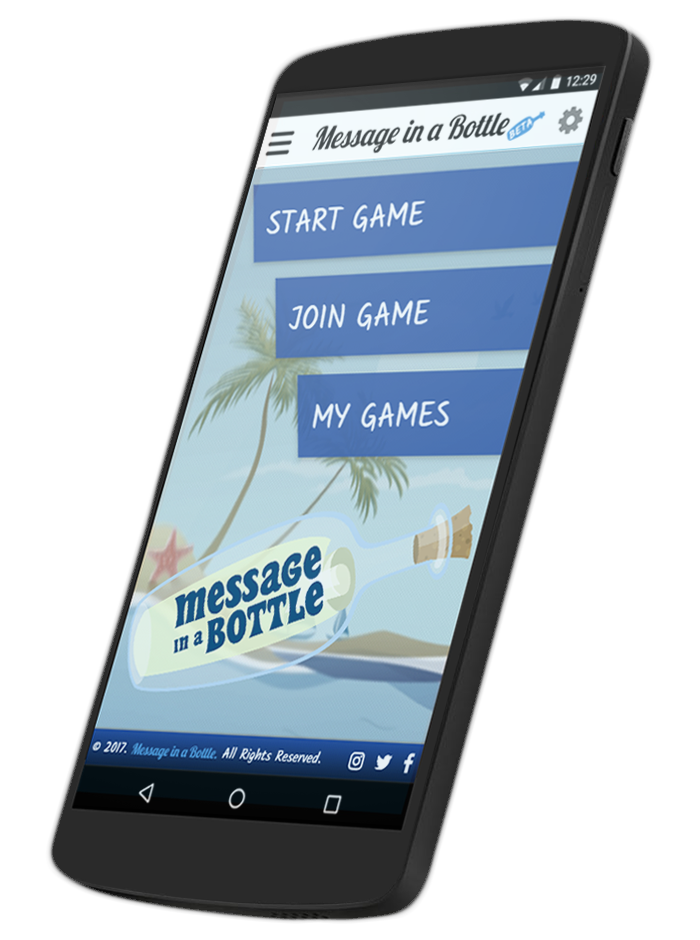 12:29
Message in a Bottle BETA
START GAME
JOIN GAME
MY GAMES
message
in a BOTTLe
© 2017. Message in a Bottle. All Rights Reserved.